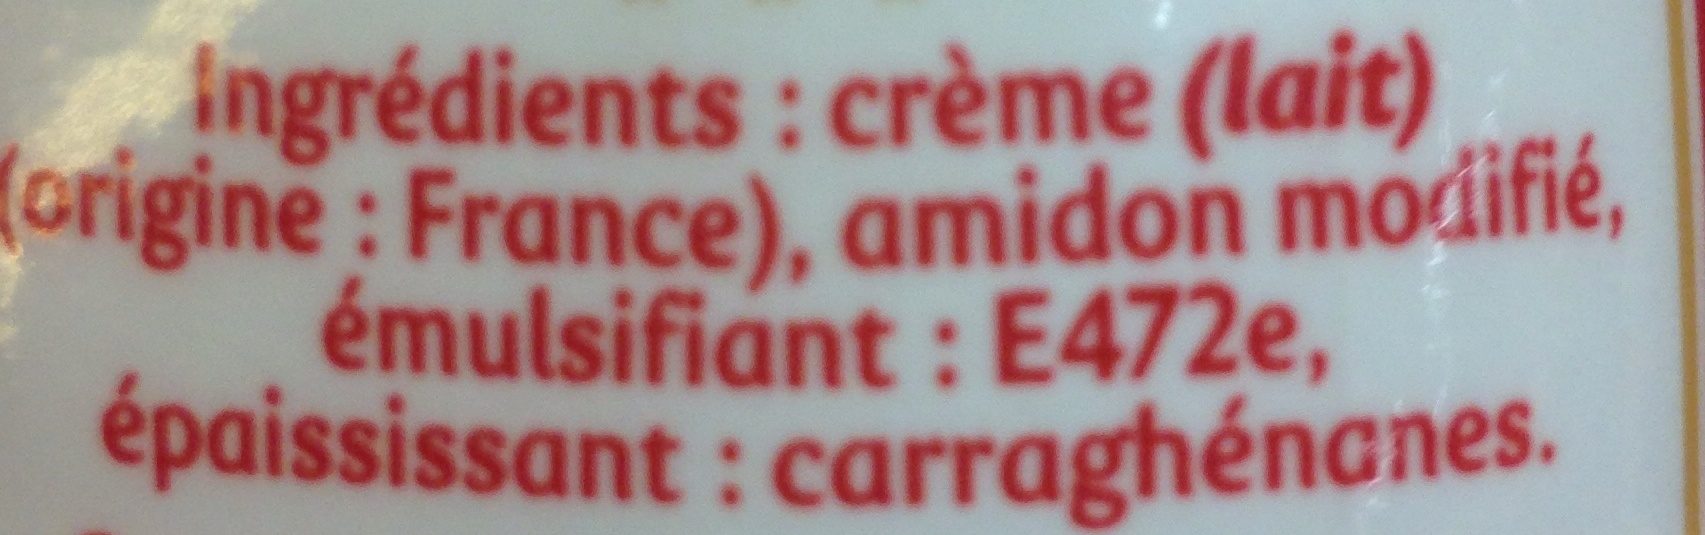 Ingrédients : crème (lait)
(origine : France), amidon modifié,
émulsifiant : E472e,
épaississant : carraghénanes.